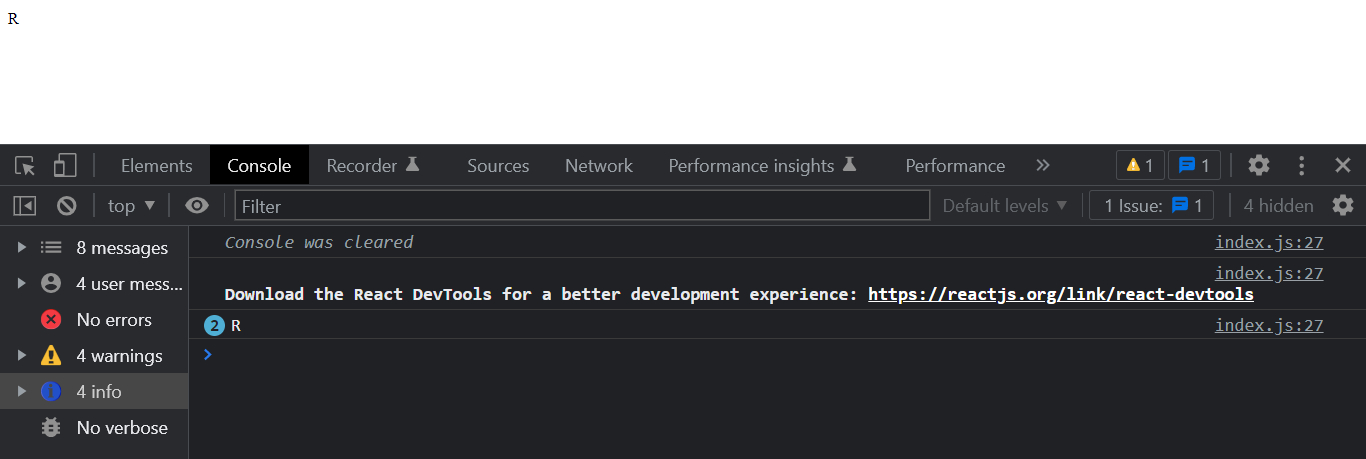 R
Elements Console Recorder Sources Network Performance insights Performance 1 1
top Filter Default levels 1 Issue: 1 4 hidden
8 messages
4 user mess...
No errors
4 warnings
4 info
No verbose
Console was cleared index.js:27
index.js:27
Download the React DevTools for a better development experience: https://reactjs.org/link/react-devtools
2 R index.js:27